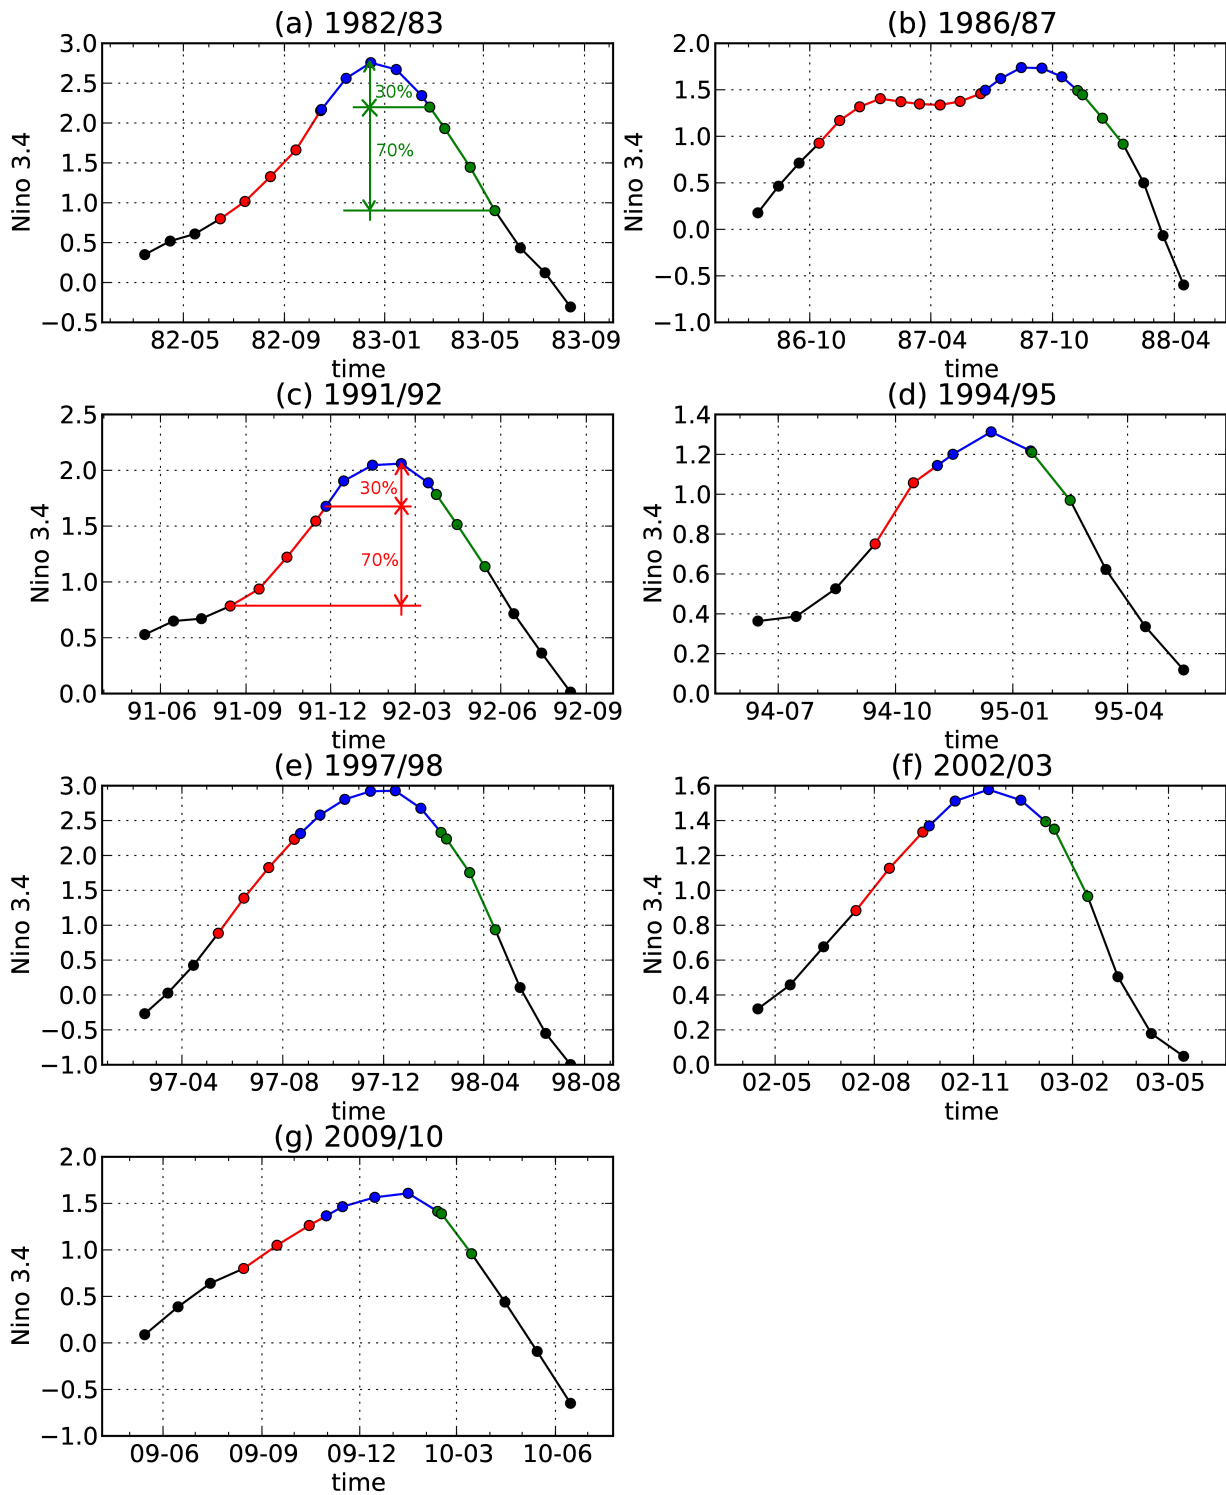 (a) 1982/83
3.0
2.5
2.0
1.5
1.0
0.5
0.0
−0.5
Nino 3.4
30%
70%
82-05 82-09 83-01 83-05 83-09
time
(b) 1986/87
2.0
1.5
1.0
0.5
0.0
−0.5
−1.0
Nino 3.4
86-10 87-04 87-10 88-04
time
(c) 1991/92
2.5
2.0
1.5
1.0
0.5
0.0
Nino 3.4
30%
70%
91-06 91-09 91-12 92-03 92-06 92-09
time
(d) 1994/95
1.4
1.2
1.0
0.8
0.6
0.4
0.2
0.0
Nino 3.4
94-07 94-10 95-01 95-04
time
(e) 1997/98
3.0
2.5
2.0
1.5
1.0
0.5
0.0
−0.5
−1.0
Nino 3.4
97-04 97-08 97-12 98-04 98-08
time
(f) 2002/03
1.6
1.4
1.2
1.0
0.8
0.6
0.4
0.2
0.0
Nino 3.4
02-05 02-08 02-11 03-02 03-05
time
(g) 2009/10
2.0
1.5
1.0
0.5
0.0
−0.5
−1.0
Nino 3.4
09-06 09-09 09-12 10-03 10-06
time